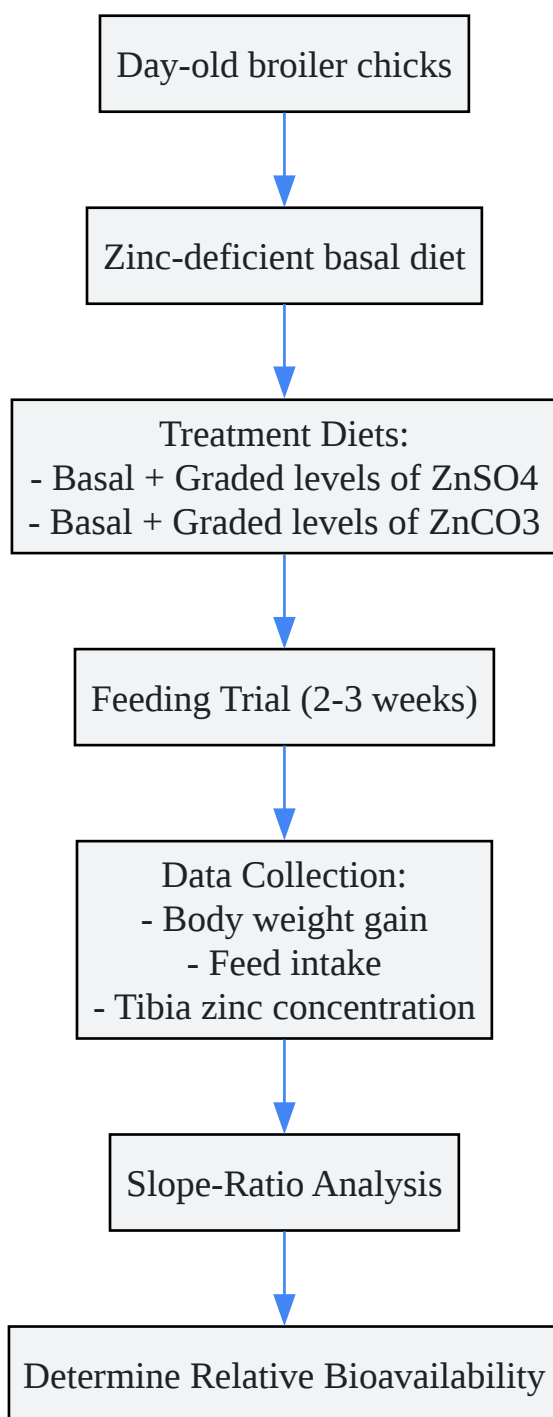 Day-old broiler chicks
Zinc-deficient basal diet
Treatment Diets:
- Basal + Graded levels of ZnSO4
- Basal + Graded levels of ZnCO3
Feeding Trial (2-3 weeks)
Data Collection:
- Body weight gain
- Feed intake
- Tibia zinc concentration
Slope-Ratio Analysis
Determine Relative Bioavailability